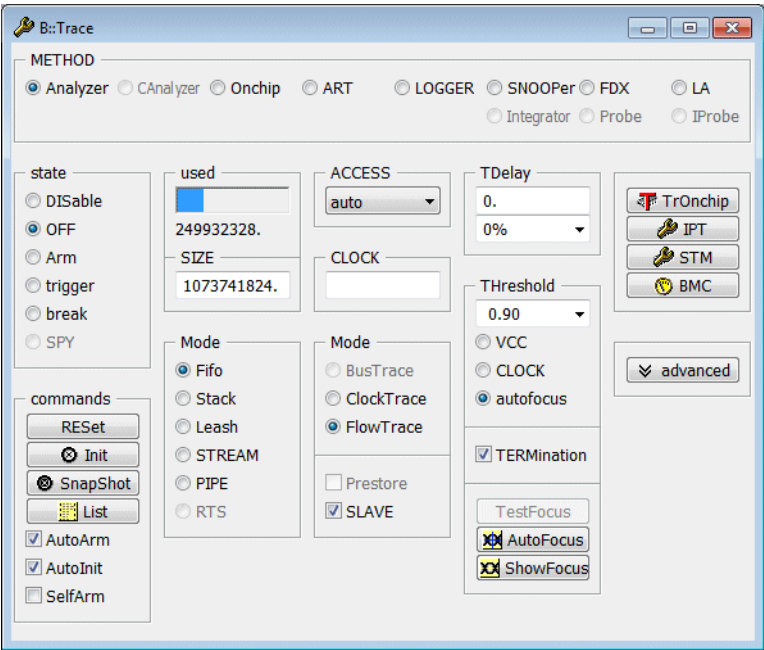 B::Trace
METHOD
Analyzer CAnalyzer Onchip ART LOGGER SNOOPer FDX LA
Integrator Probe IProbe
state
DISable
OFF
Arm
trigger
break
SPY
commands
RESet
Init
SnapShot
List
AutoArm
AutoInit
SelfArm
used
249932328.
SIZE
1073741824.
Mode
Fifo
Stack
Leash
STREAM
PIPE
RTS
ACCESS
auto
CLOCK
Mode
BusTrace
ClockTrace
FlowTrace
Prestore
SLAVE
TDelay
0.
0%
THreshold
0.90
VCC
CLOCK
autofocus
TERMination
TestFocus
AutoFocus
ShowFocus
TrOnchip
IPT
STM
BMC
advanced